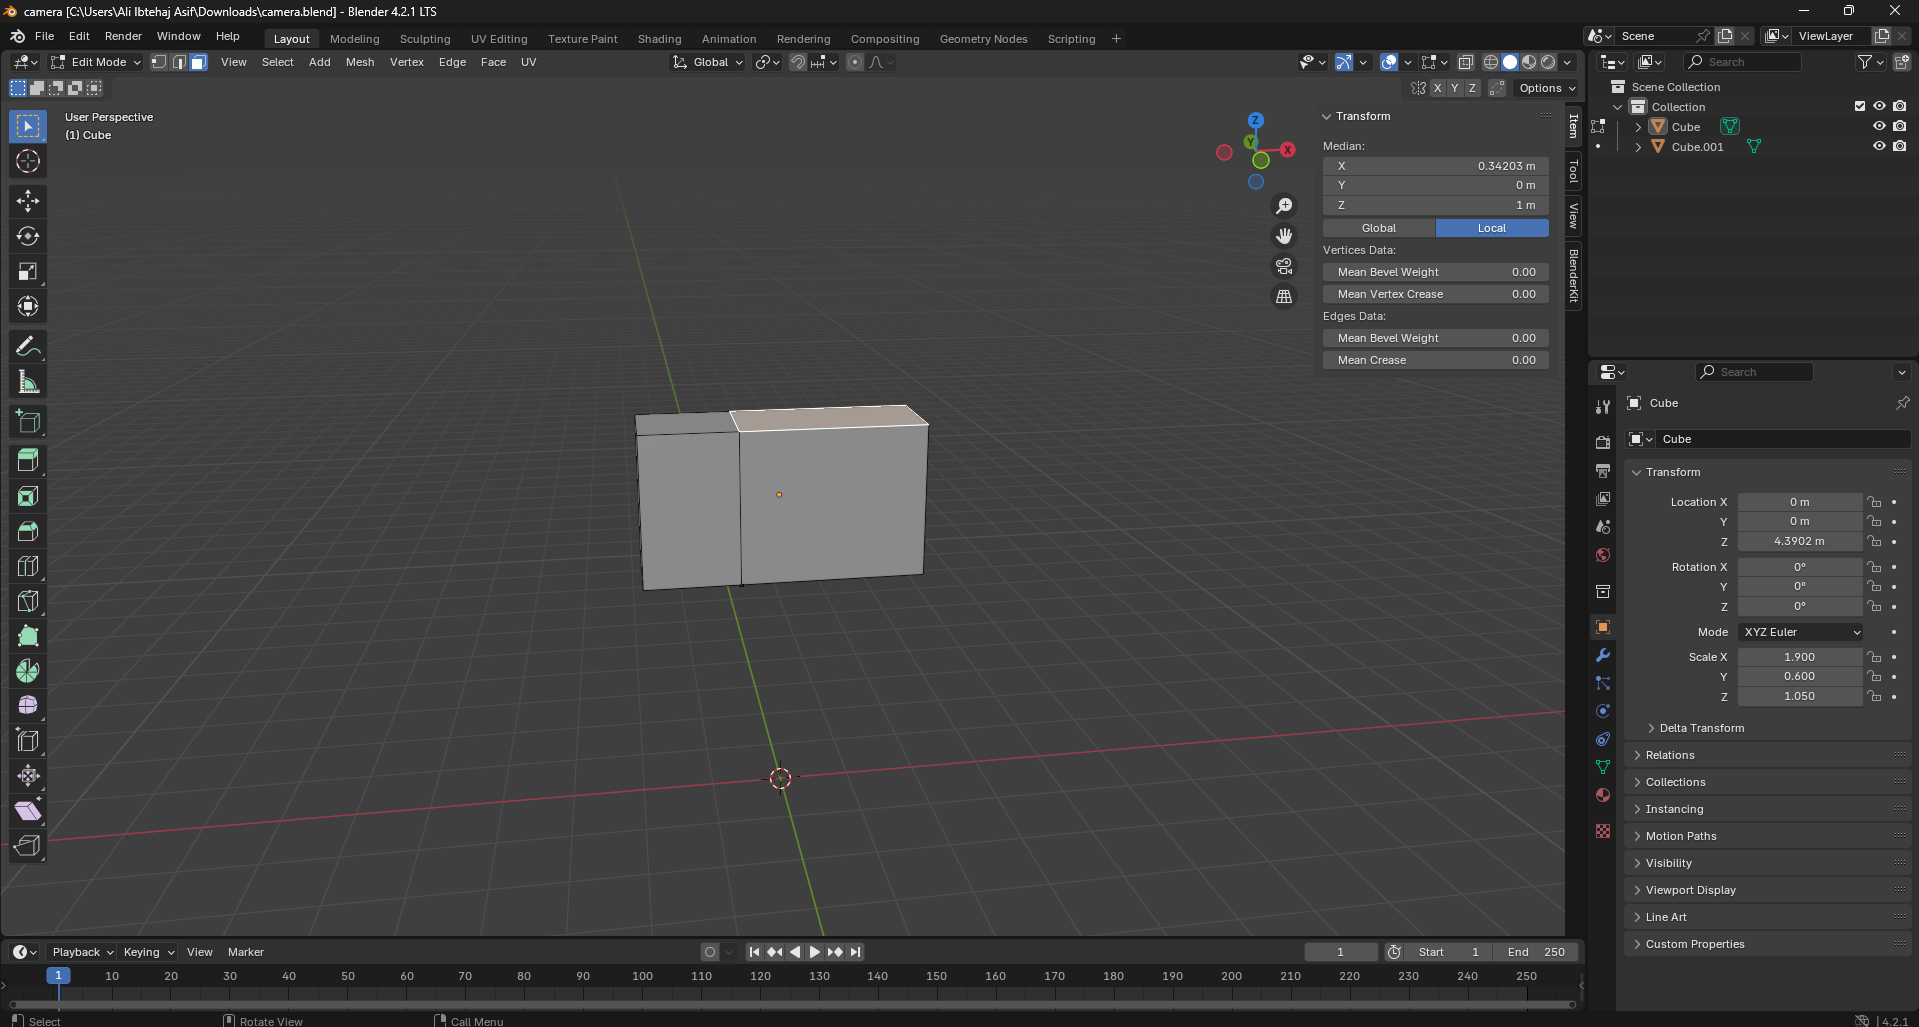 camera [C:\Users\Ali Ibtehaj Asif\Downloads\camera.blend] - Blender 4.2.1 LTS
File Edit Render Window Help Layout Modeling Sculpting UV Editing Texture Paint Shading Animation Rendering Compositing Geometry Nodes Scripting + Scene ViewLayer
Edit Mode View Select Add Mesh Vertex Edge Face UV Global Search
X Y Z Options
Scene Collection
Collection
Cube
Cube.001
User Perspective
(1) Cube
Z
Y
X
Transform
Median:
X 0.34203 m
Y 0 m
Z 1 m
Global Local
Vertices Data:
Mean Bevel Weight 0.00
Mean Vertex Crease 0.00
Edges Data:
Mean Bevel Weight 0.00
Mean Crease 0.00
Item
Tool
View
BlenderKit
Search
Cube
Cube
Transform
Location X 0 m
Y 0 m
Z 4.3902 m
Rotation X 0°
Y 0°
Z 0°
Mode XYZ Euler
Scale X 1.900
Y 0.600
Z 1.050
Delta Transform
Relations
Collections
Instancing
Motion Paths
Visibility
Viewport Display
Line Art
Custom Properties
Playback Keying View Marker 1 Start 1 End 250
1 10 20 30 40 50 60 70 80 90 100 110 120 130 140 150 160 170 180 190 200 210 220 230 240 250
Select Rotate View Call Menu 4.2.1